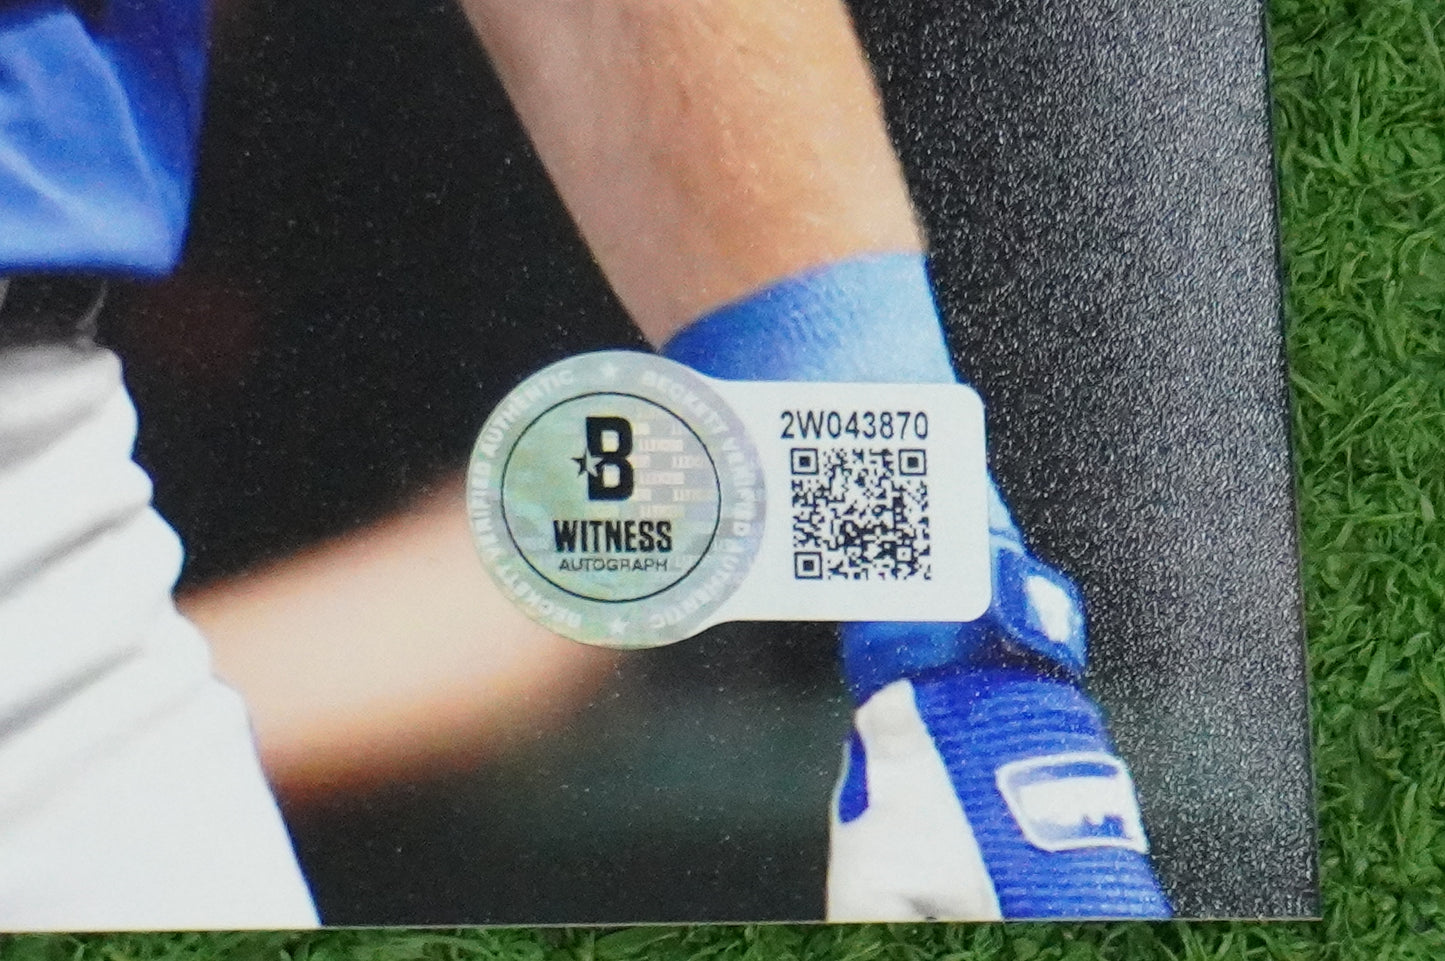 BECKETT VERIFIED AUTHENTIC ★ BECKETT VERIFIED AUTHENTIC ★
B
WITNESS
AUTOGRAPH
2W043870